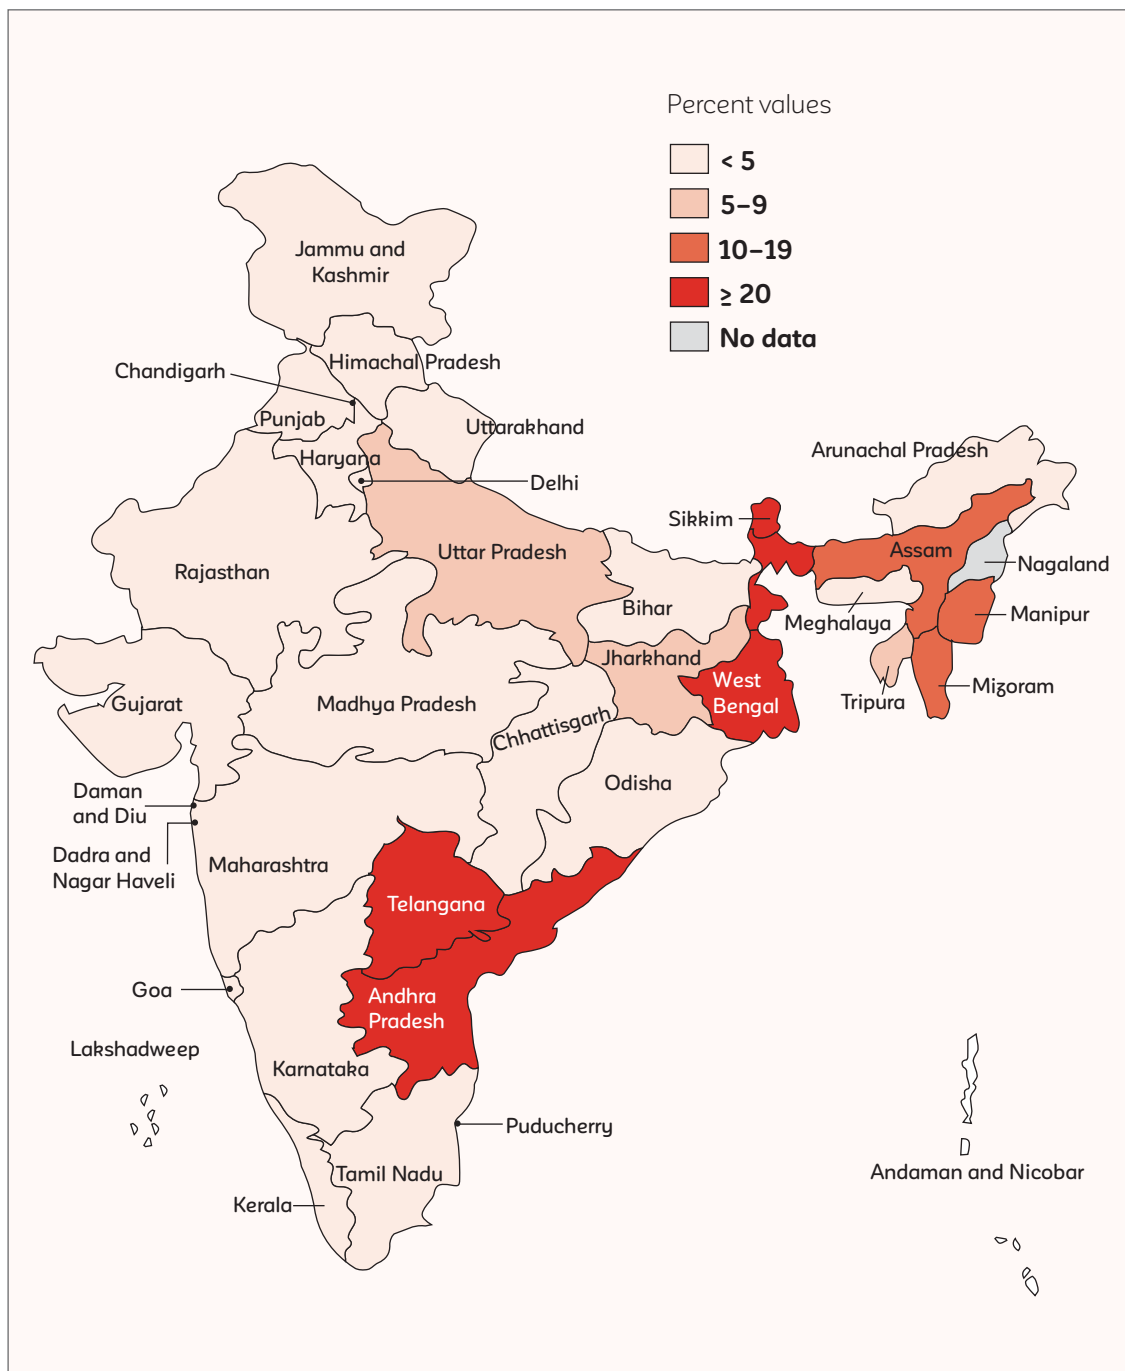 Percent values
< 5
5–9
10–19
≥ 20
No data
Jammu and
Kashmir
Himachal Pradesh
Chandigarh
Punjab
Uttarakhand
Haryana
Arunachal Pradesh
Delhi
Sikkim
Uttar Pradesh
Assam
Nagaland
Rajasthan
Bihar
Meghalaya
Manipur
Jharkhand
West
Bengal
Mizoram
Tripura
Gujarat
Madhya Pradesh
Chhattisgarh
Odisha
Daman
and Diu
Dadra and
Nagar Haveli
Maharashtra
Telangana
Goa
Andhra
Pradesh
Lakshadweep
Karnataka
Puducherry
Tamil Nadu
Andaman and Nicobar
Kerala